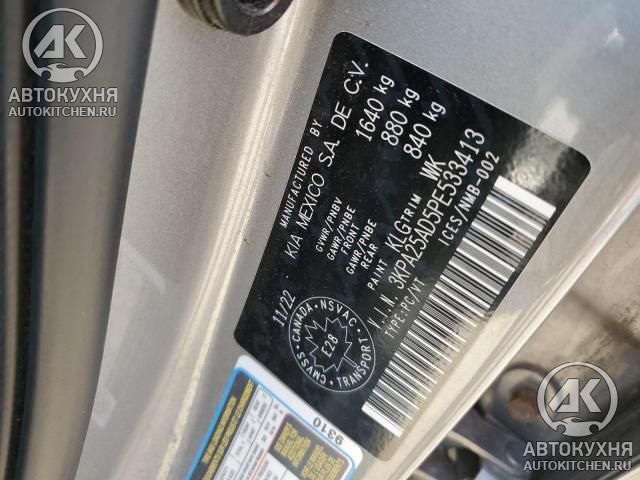 АВТОКУХНЯ
AUTOKITCHEN.RU
MANUFACTURED BY
KIA MEXICO S.A. DE C.V.
GVWR/PNBV 1640 kg
GAWR/PNBE FRONT 880 kg
GAWR/PNBE REAR 840 kg
PAINT KLG TRIM WK
V.I.N. 3KPA25AD5PE533413
TYPE:PC/VT ICES/NMB-002
11/22
CANADA NSVAC
E28
CMVSS TRANSPORT
9310
АВТОКУХНЯ
AUTOKITCHEN.RU